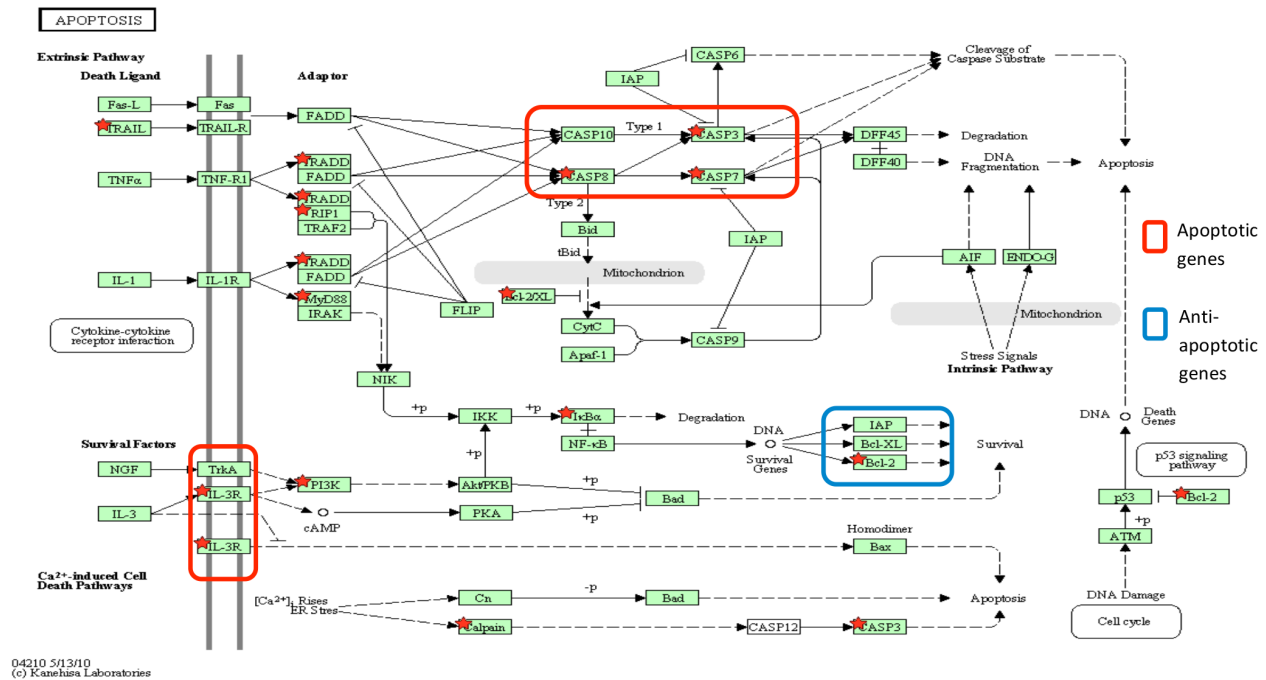 APOPTOSIS
Extrinsic Pathway
Death Ligand
Adaptor
Fas-L
Fas
FADD
TRAIL
TRAIL-R
TNFα
TNF-R1
TRADD
FADD
TRADD
RIP1
TRAF2
IL-1
IL-1R
TRADD
FADD
MyD88
IRAK
FLIP
NIK
Cytokine-cytokine
receptor interaction
IAP
CASP6
CASP10
Type 1
CASP3
CASP8
CASP7
Type 2
Bid
tBid
Mitochondrion
Bcl-2/XL
CytC
Apaf-1
CASP9
IAP
DFF45
DFF40
Cleavage of
Caspase Substrate
Degradation
DNA
Fragmentation
Apoptosis
AIF
ENDO-G
Mitochondrion
Stress Signals
Intrinsic Pathway
Apoptotic
genes
Anti-
apoptotic
genes
+p
IKK
+p
IκBα
Degradation
NF-κB
DNA
Survival
Genes
IAP
Bcl-XL
Bcl-2
Survival
DNA
Death
Genes
p53 signaling
pathway
p53
Bcl-2
+p
ATM
DNA Damage
Cell cycle
Survival Factors
NGF
TrkA
IL-3R
IL-3
PI3K
cAMP
+p
Akt/PKB
+p
PKA
+p
Bad
IL-3R
Homodimer
Bax
Ca2+-induced Cell
Death Pathways
[Ca2+]i Rises
ER Stres
Cn
-p
Bad
Apoptosis
Calpain
CASP12
CASP3
04210 5/13/10
(c) Kanehisa Laboratories